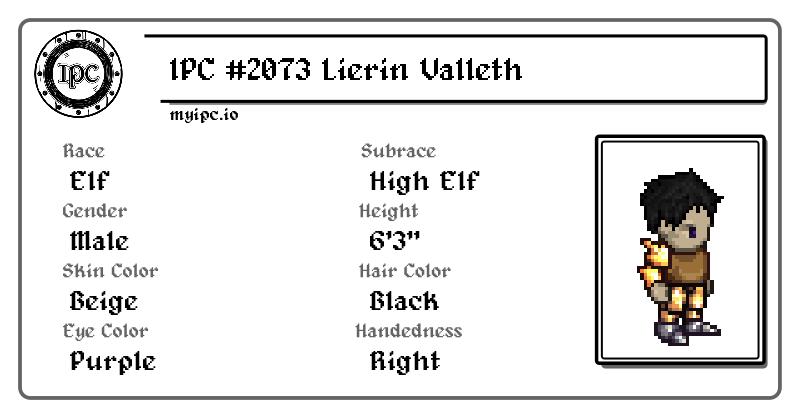 IPC
IPC #2073 Lierin Valleth
myipc.io
Race
Elf
Subrace
High Elf
Gender
Male
Height
6'3"
Skin Color
Beige
Hair Color
Black
Eye Color
Purple
Handedness
Right